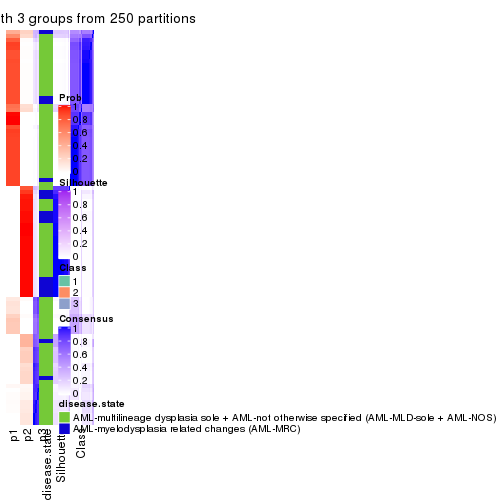 th 3 groups from 250 partitions
Prob
1
0.8
0.6
0.4
0.2
0
Silhouette
1
0.8
0.6
0.4
0.2
0
Class
1
2
3
Consensus
1
0.8
0.6
0.4
0.2
0
disease.state
AML-multilineage dysplasia sole + AML-not otherwise specified (AML-MLD-sole + AML-NOS)
AML-myelodysplasia related changes (AML-MRC)
p1
p2
p3
disease.state
Silhouette
Class